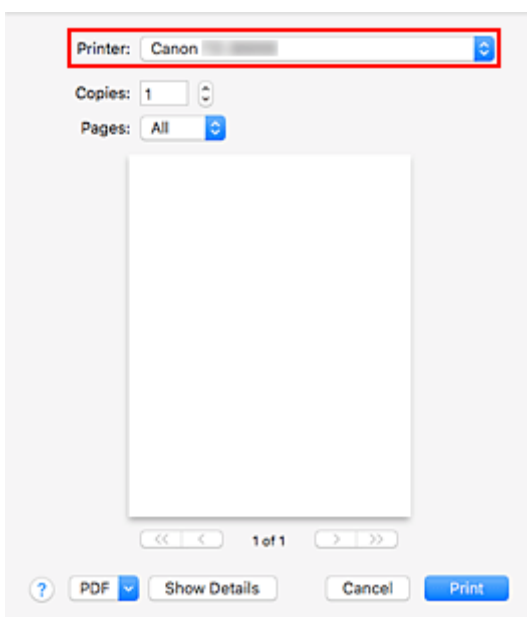 Printer: Canon
Copies: 1
Pages: All
<< < 1 of 1 > >>
? PDF Show Details Cancel Print